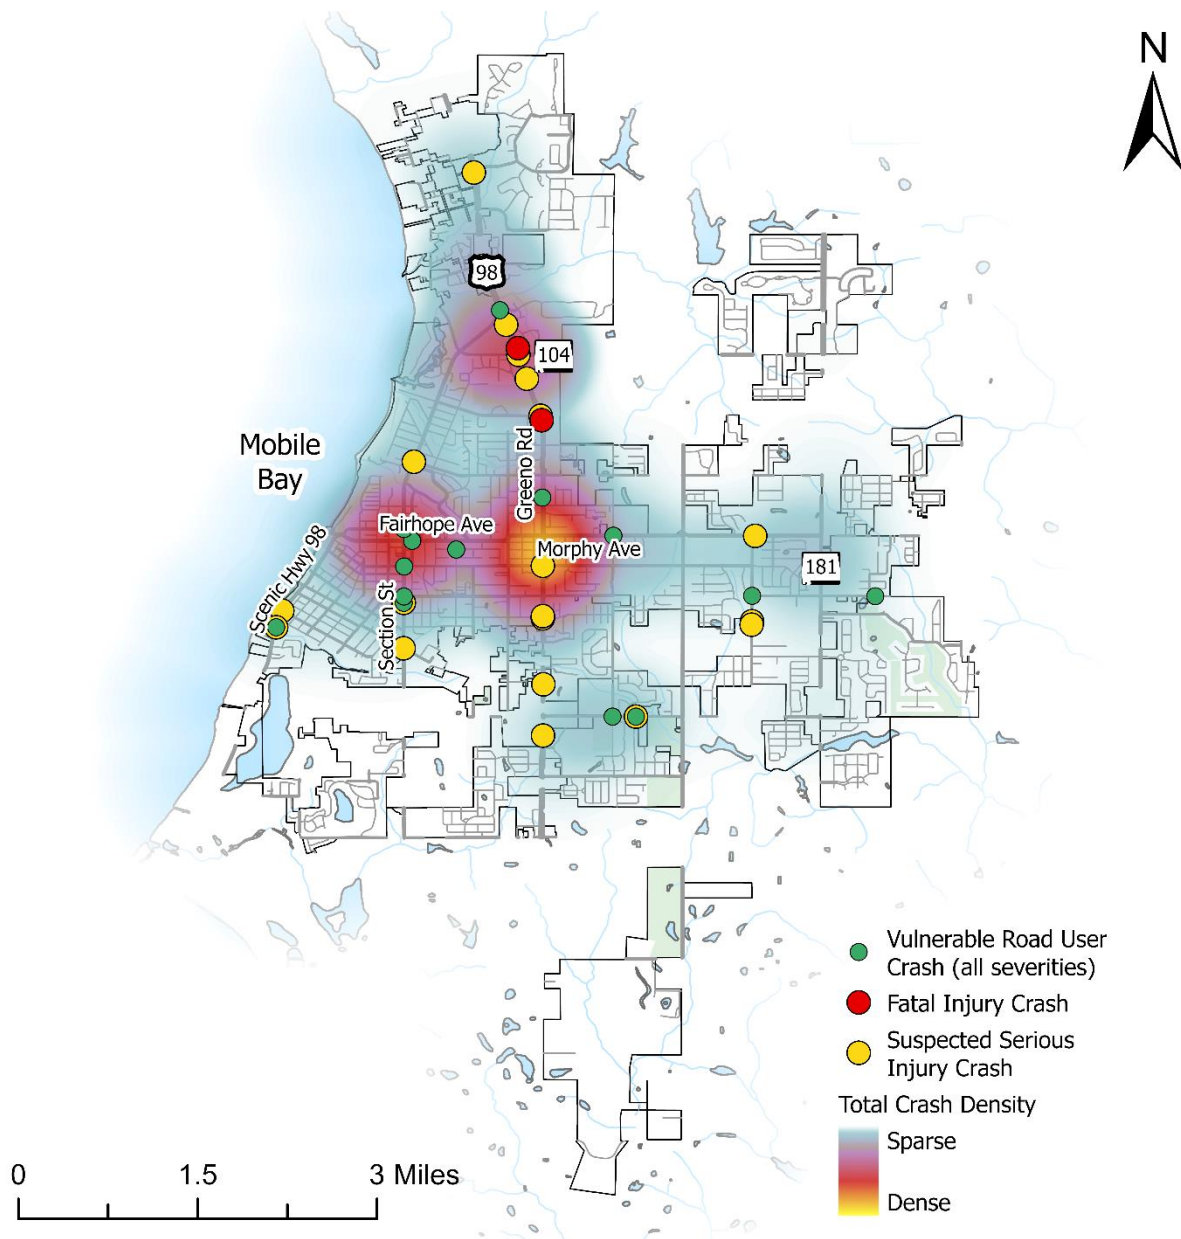 N
98
104
Mobile
Bay
Greeno Rd
Fairhope Ave
Morphy Ave
181
Scenic Hwy 98
Section St
Vulnerable Road User
Crash (all severities)
Fatal Injury Crash
Suspected Serious
Injury Crash
Total Crash Density
Sparse
Dense
0 1.5 3 Miles